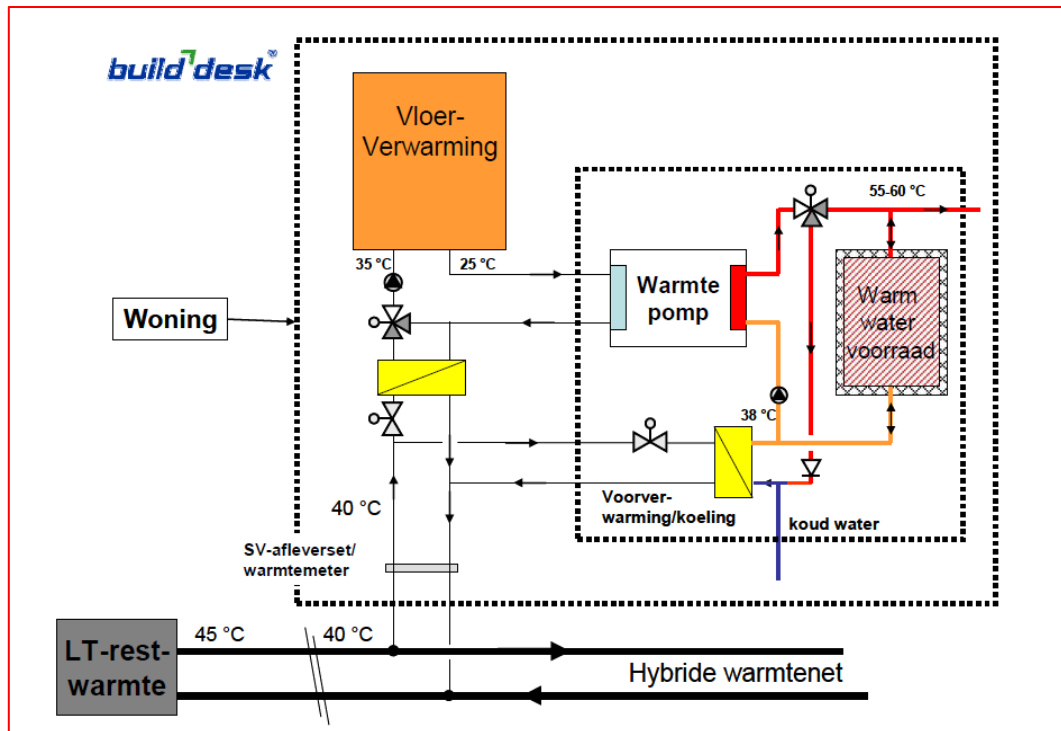 build desk®
Vloer-
Verwarming
55-60 °C
35 °C
25 °C
Warmte
pomp
Warm
water
voorraad
Woning
38 °C
40 °C
Voorver-
warming/koeling
koud water
SV-afleverset/
warmtemeter
LT-rest-
warmte
45 °C
40 °C
Hybride warmtenet